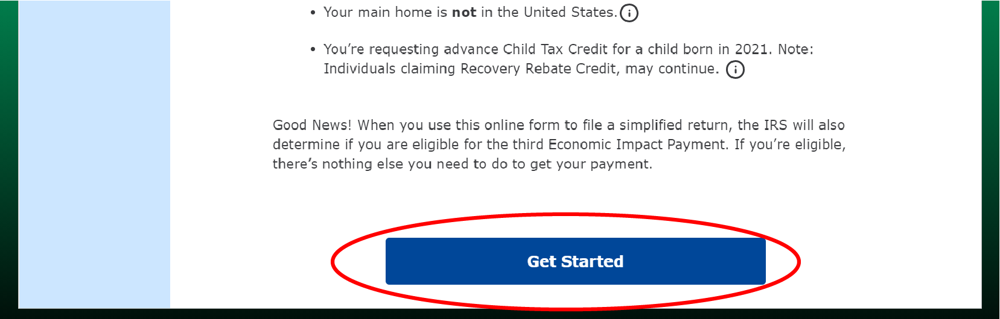 • Your main home is not in the United States. i
• You’re requesting advance Child Tax Credit for a child born in 2021. Note:
Individuals claiming Recovery Rebate Credit, may continue. i
Good News! When you use this online form to file a simplified return, the IRS will also
determine if you are eligible for the third Economic Impact Payment. If you’re eligible,
there’s nothing else you need to do to get your payment.
Get Started